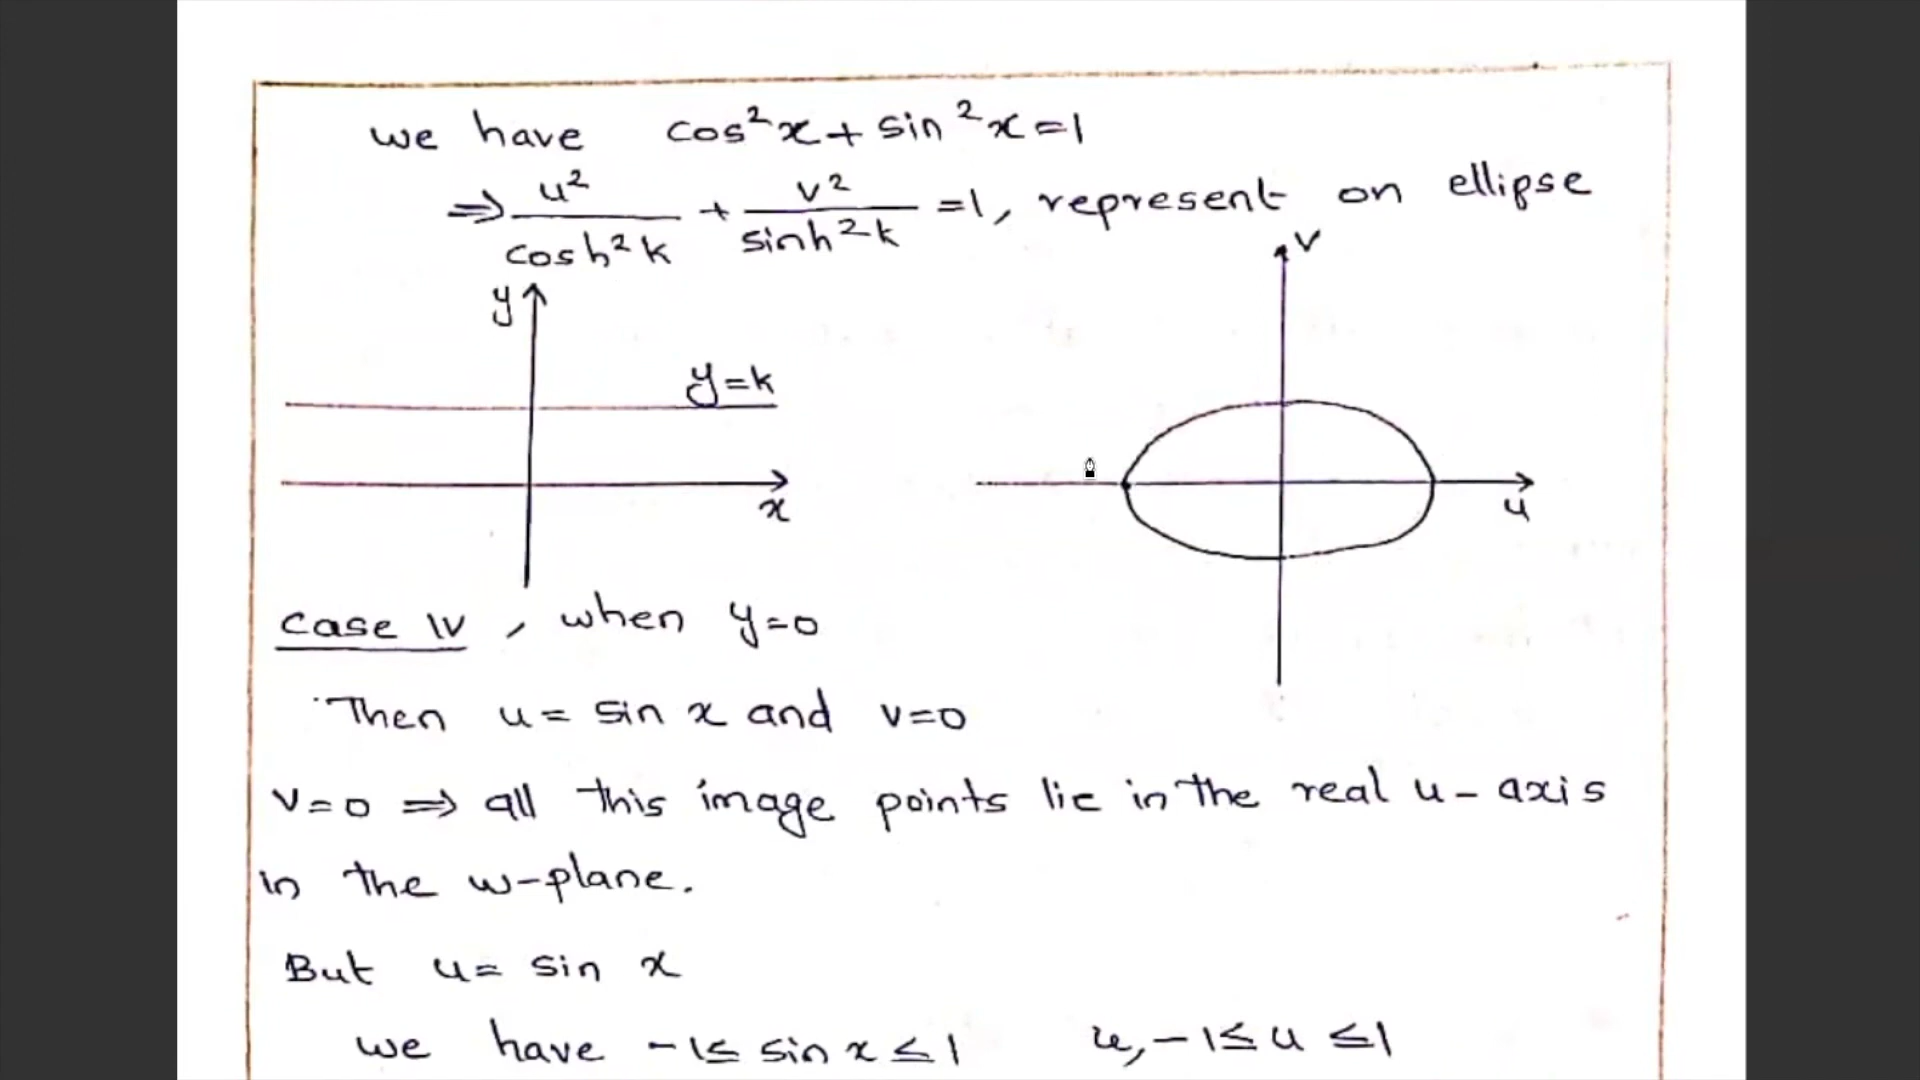 we have cos²x + sin²x = 1
⇒ u²/cosh²k + v²/sinh²k = 1, represent on ellipse
v
y
y=k
x
u
case IV, when y=0
Then u = sin x and v=0
v=0 ⇒ all this image points lie in the real u-axis
in the w-plane.
But u = sin x
we have -1≤ sin x ≤ 1 ie, -1≤ u ≤1